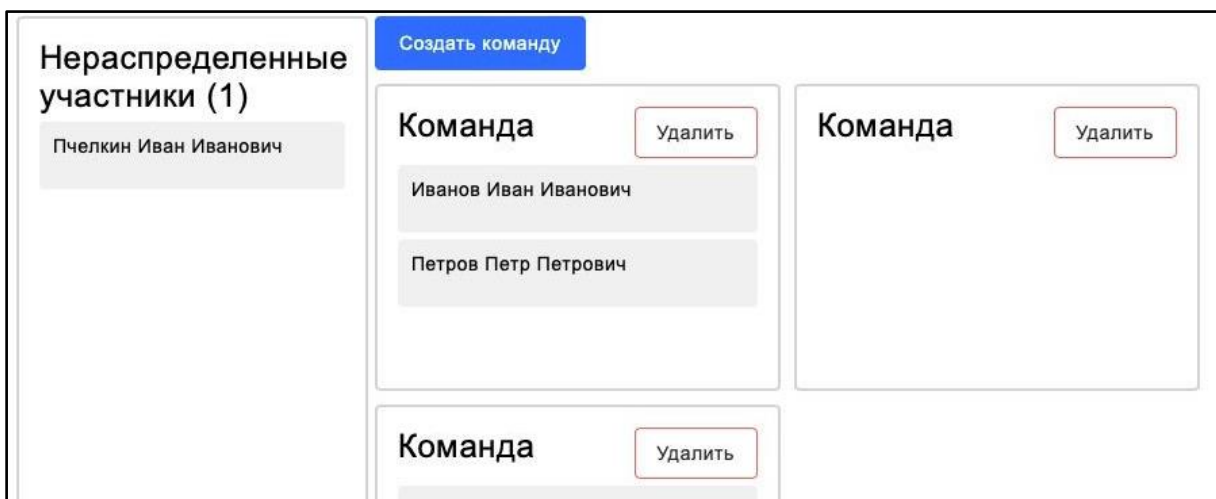 Нераспределенные
участники (1)
Пчелкин Иван Иванович
Создать команду
Команда
Удалить
Иванов Иван Иванович
Петров Петр Петрович
Команда
Удалить
Команда
Удалить